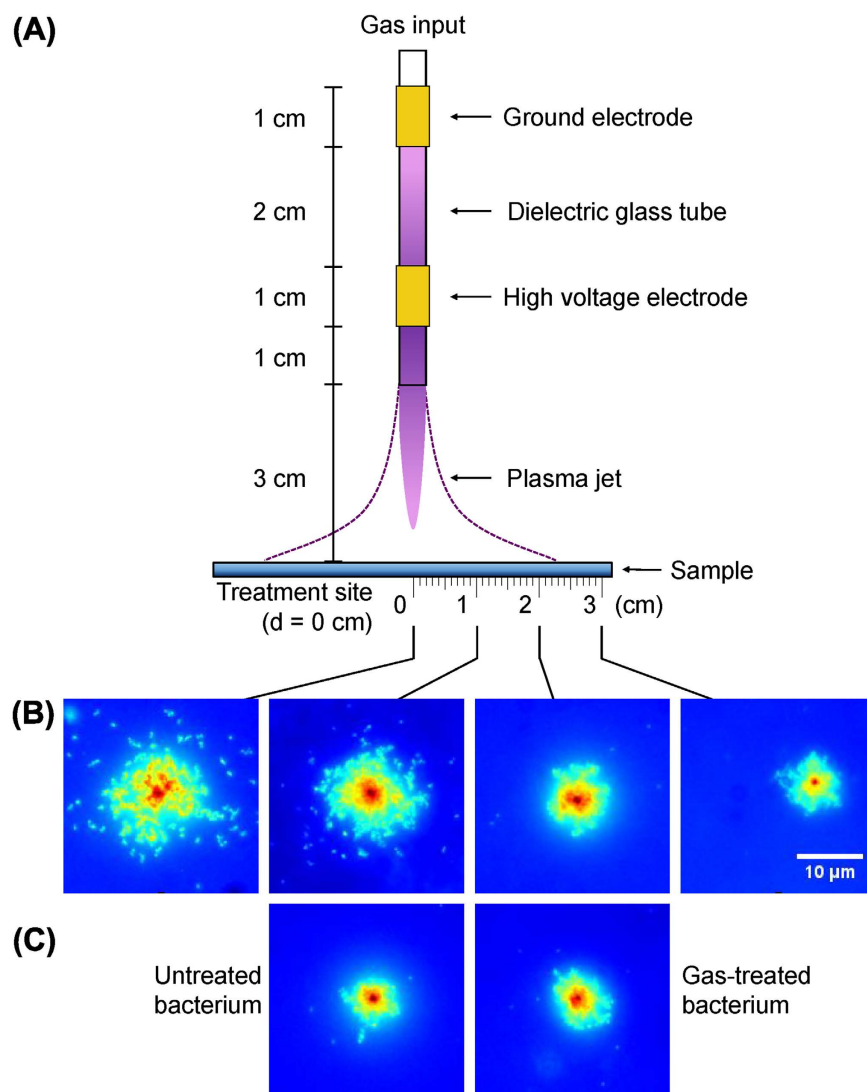 (A)
Gas input
1 cm
Ground electrode
2 cm
Dielectric glass tube
1 cm
High voltage electrode
1 cm
3 cm
Plasma jet
Sample
Treatment site
(d = 0 cm)
0 1 2 3 (cm)
(B)
10 µm
(C)
Untreated
bacterium
Gas-treated
bacterium